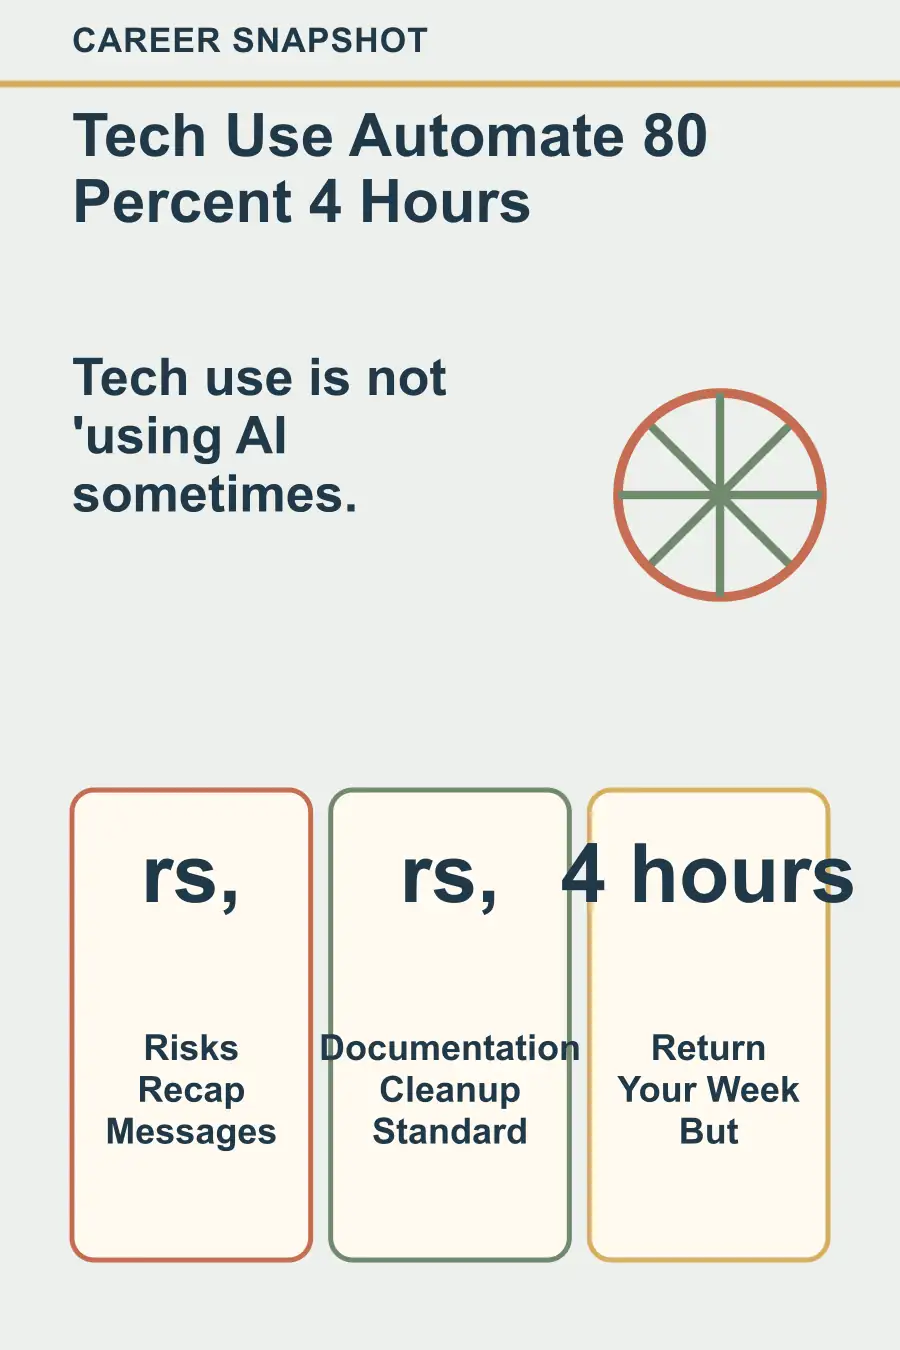 CAREER SNAPSHOT
Tech Use Automate 80
Percent 4 Hours
Tech use is not
'using AI
sometimes.
rs,
Risks
Recap
Messages
rs,
Documentation
Cleanup
Standard
4 hours
Return
Your Week
But